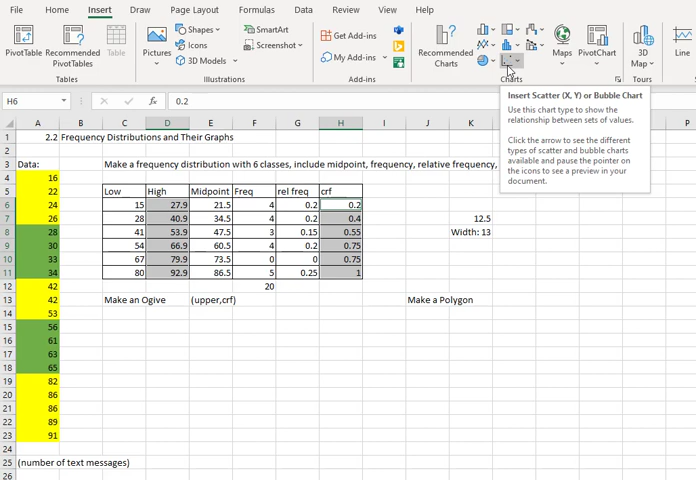 File Home Insert Draw Page Layout Formulas Data Review View Help
PivotTable Recommended PivotTables Table Pictures Shapes Icons 3D Models SmartArt Screenshot Get Add-ins My Add-ins Recommended Charts Maps PivotChart 3D Map Line
Tables Illustrations Add-ins Charts Tours
H6 fx 0.2
Insert Scatter (X, Y) or Bubble Chart
Use this chart type to show the
relationship between sets of values.
Click the arrow to see the different
types of scatter and bubble charts
available and pause the pointer on
the icons to see a preview in your
document.
A B C D E F G H I J K P
1 2.2 Frequency Distributions and Their Graphs
2
3 Data: Make a frequency distribution with 6 classes, include midpoint, frequency, relative frequency,
4 16
5 22 Low High Midpoint Freq rel freq crf
6 24 15 27.9 21.5 4 0.2 0.2
7 26 28 40.9 34.5 4 0.2 0.4 12.5
8 28 41 53.9 47.5 3 0.15 0.55 Width: 13
9 30 54 66.9 60.5 4 0.2 0.75
10 33 67 79.9 73.5 0 0 0.75
11 34 80 92.9 86.5 5 0.25 1
12 42 20
13 42 Make an Ogive (upper,crf) Make a Polygon
14 53
15 56
16 61
17 63
18 65
19 82
20 86
21 86
22 89
23 91
24
25 (number of text messages)
26